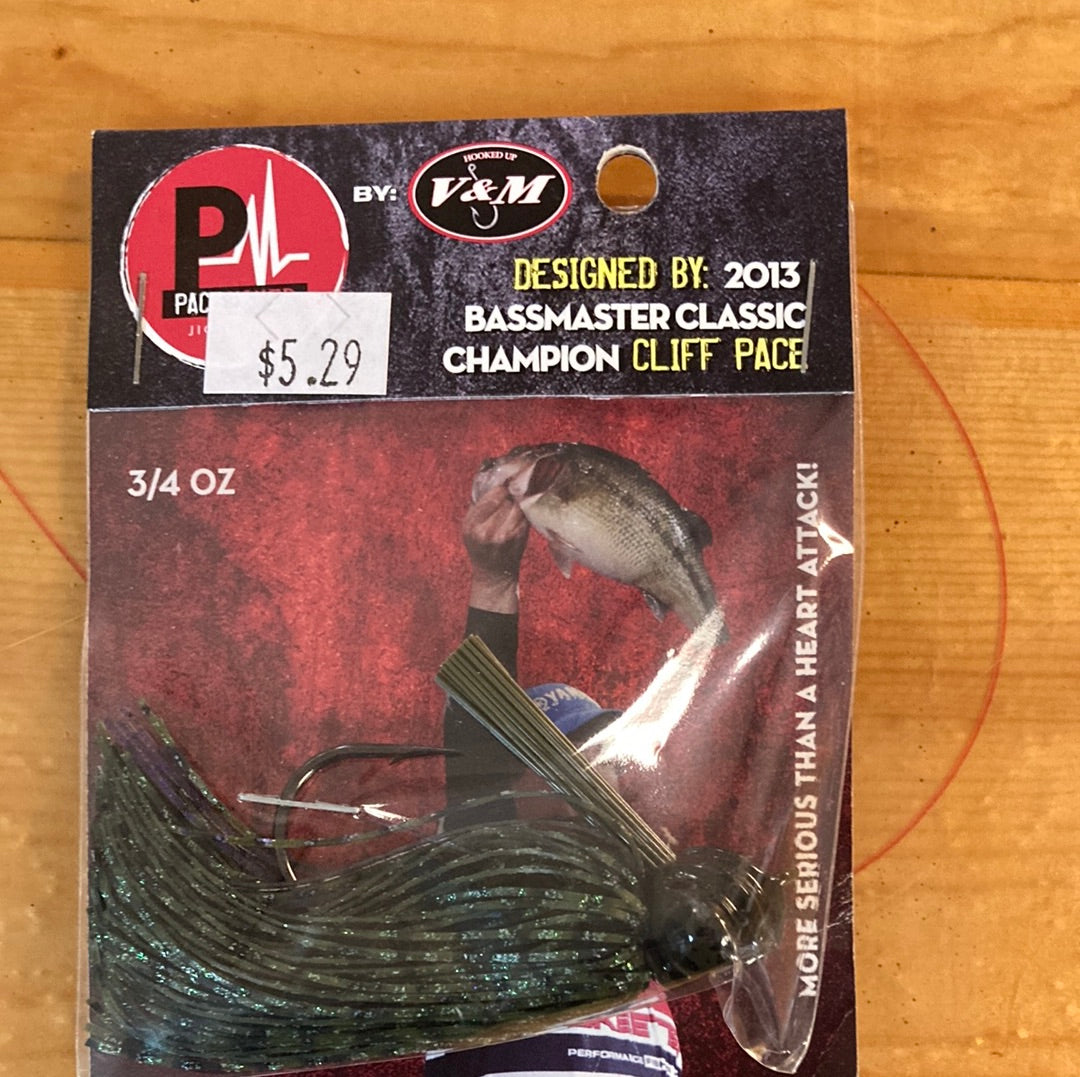 P
BY:
HOOKED UP
V&M
DESIGNED BY: 2013
BASSMASTER CLASSIC
CHAMPION CLIFF PACE
$5.29
3/4 OZ
MORE SERIOUS THAN A HEART ATTACK!
PERFORMANCE